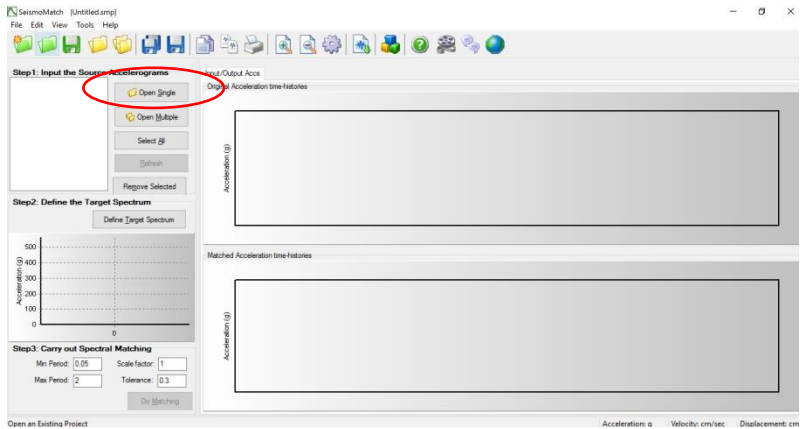 SeismoMatch [Untitled.smp]
File Edit View Tools Help
Step1: Input the Source Accelerograms
Open Single
Open Multiple
Select All
Refresh
Remove Selected
Step2: Define the Target Spectrum
Define Target Spectrum
Acceleration (g)
500
400
300
200
100
0
0
Step3: Carry out Spectral Matching
Min Period: 0.05 Scale factor: 1
Max Period: 2 Tolerance: 0.3
Do Matching
Input/Output Accs
Original Acceleration time-histories
Acceleration (g)
Matched Acceleration time-histories
Acceleration (g)
Open an Existing Project
Acceleration: g Velocity: cm/sec Displacement: cm